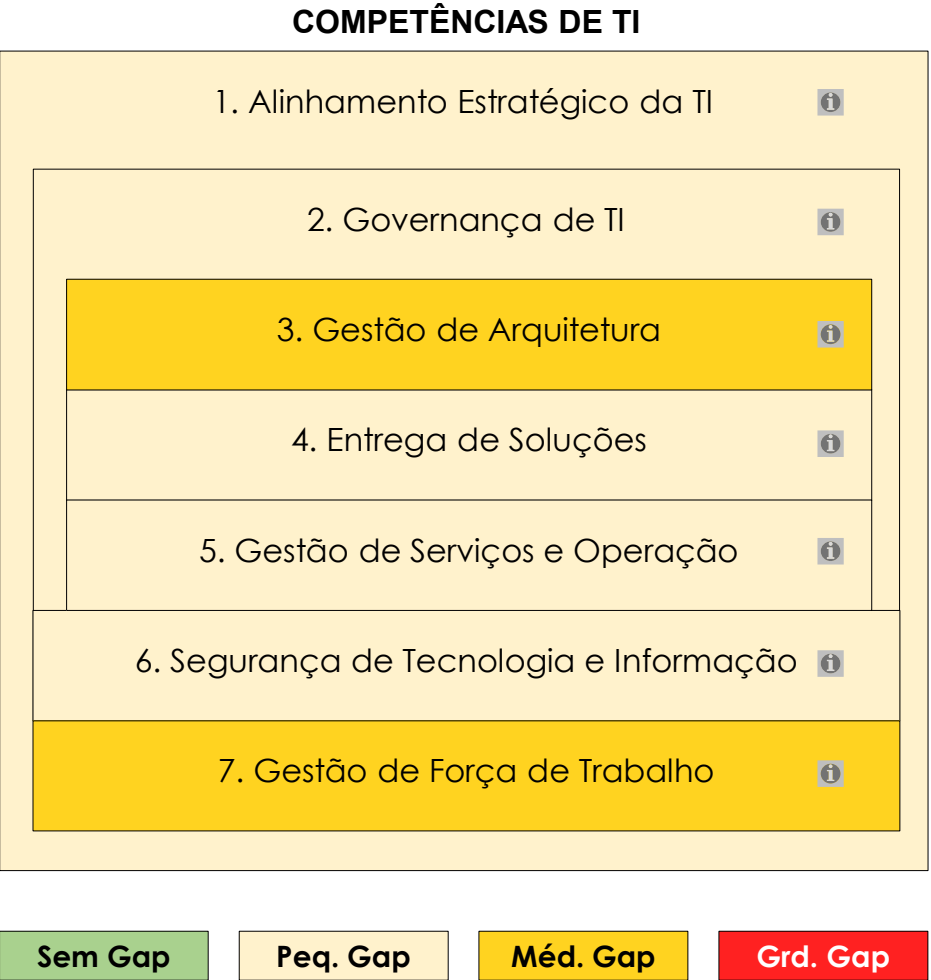 COMPETÊNCIAS DE TI
1. Alinhamento Estratégico da TI
2. Governança de TI
3. Gestão de Arquitetura
4. Entrega de Soluções
5. Gestão de Serviços e Operação
6. Segurança de Tecnologia e Informação
7. Gestão de Força de Trabalho
Sem Gap Peq. Gap Méd. Gap Grd. Gap